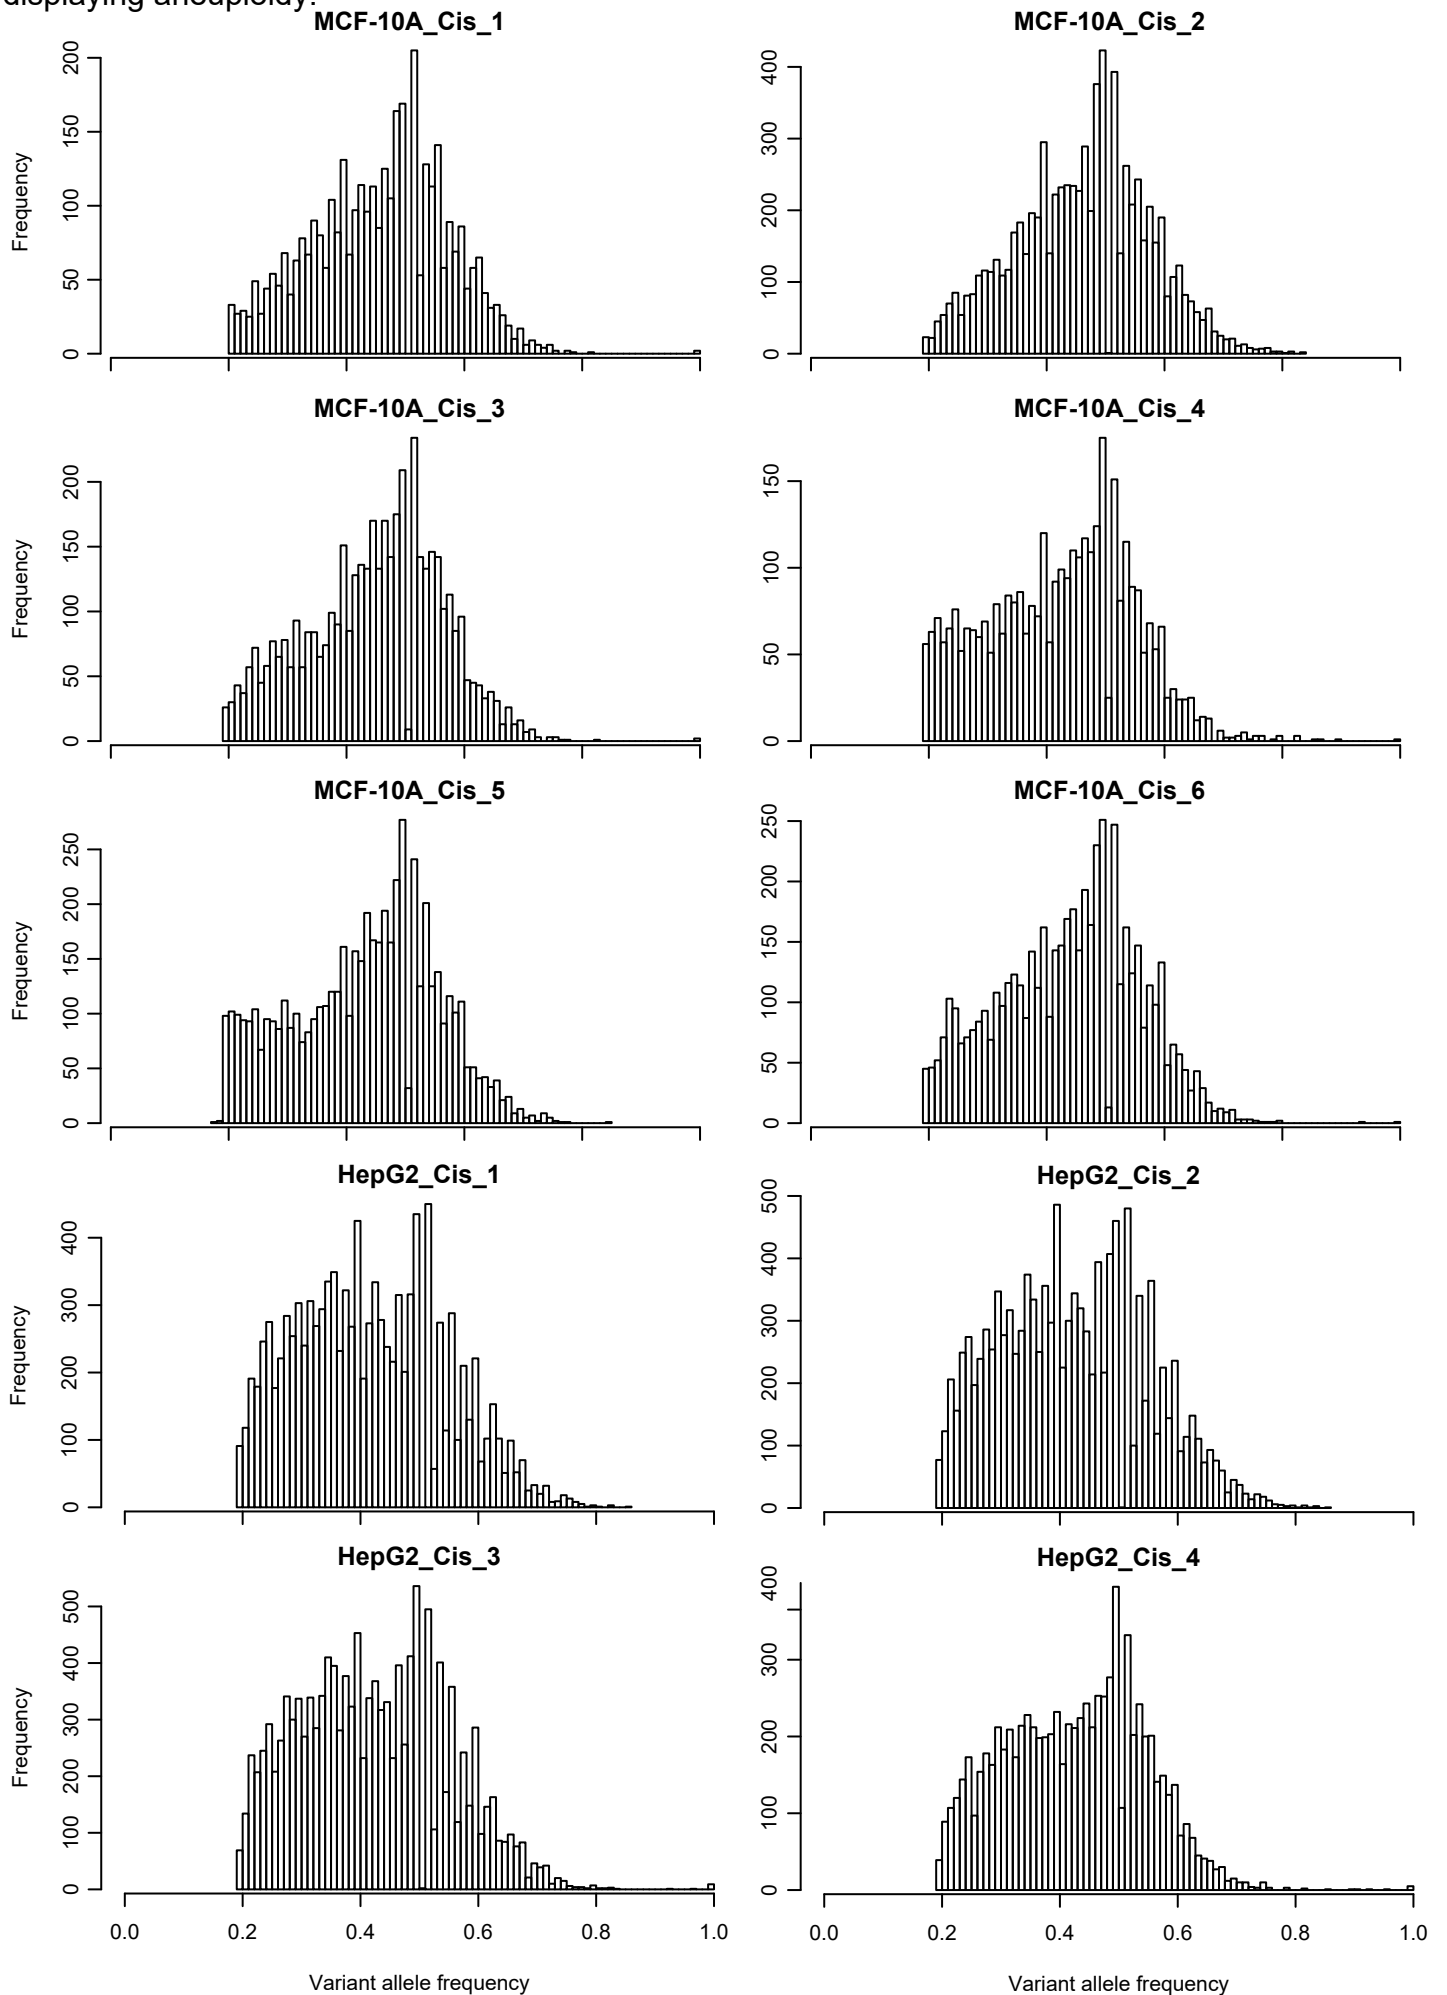 displaying aneuploidy.
MCF-10A_Cis_1
MCF-10A_Cis_2
Frequency
0 50 100 150 200
0 100 200 300 400
MCF-10A_Cis_3
MCF-10A_Cis_4
Frequency
0 50 100 150 200
0 50 100 150
MCF-10A_Cis_5
MCF-10A_Cis_6
Frequency
0 50 100 150 200 250
0 50 100 150 200 250
HepG2_Cis_1
HepG2_Cis_2
Frequency
0 100 200 300 400
0 100 200 300 400 500
HepG2_Cis_3
HepG2_Cis_4
Frequency
0 100 200 300 400 500
0 100 200 300 400
0.0 0.2 0.4 0.6 0.8 1.0
0.0 0.2 0.4 0.6 0.8 1.0
Variant allele frequency
Variant allele frequency